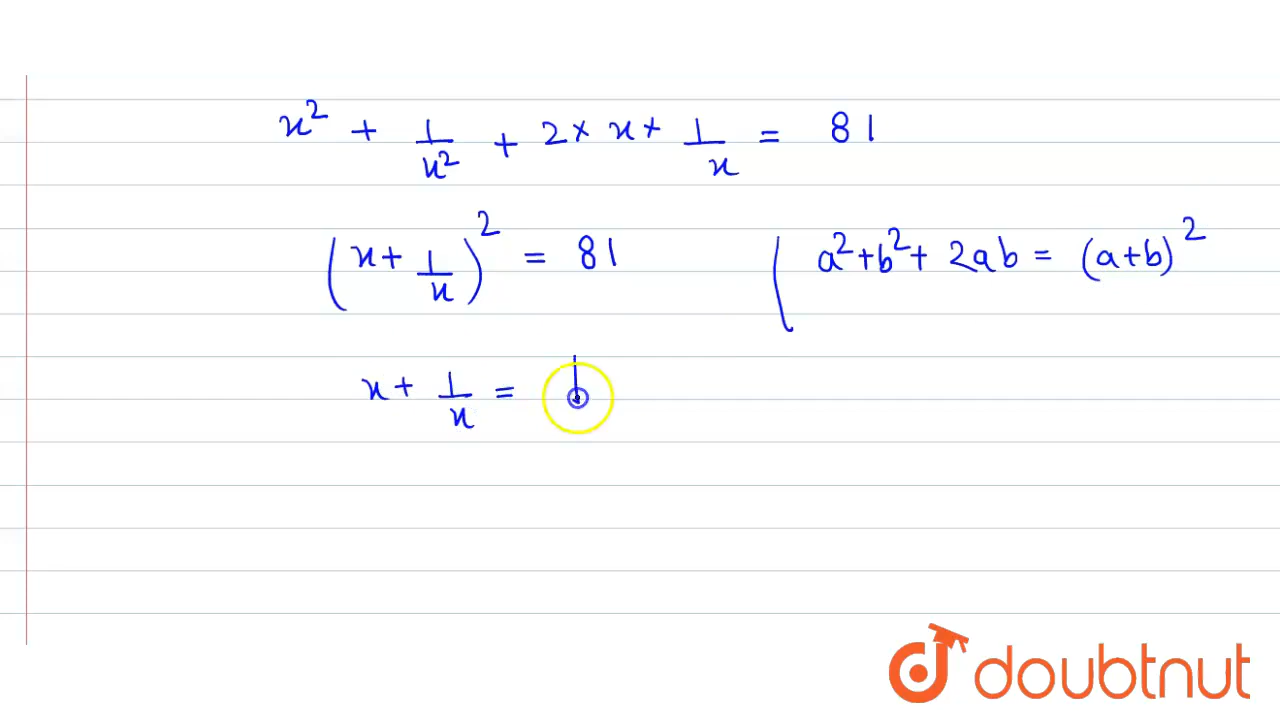 x² + 1/x² + 2 × x × 1/x = 81
(x + 1/x)² = 81 ( a² + b² + 2ab = (a+b)²
x + 1/x =
doubtnut